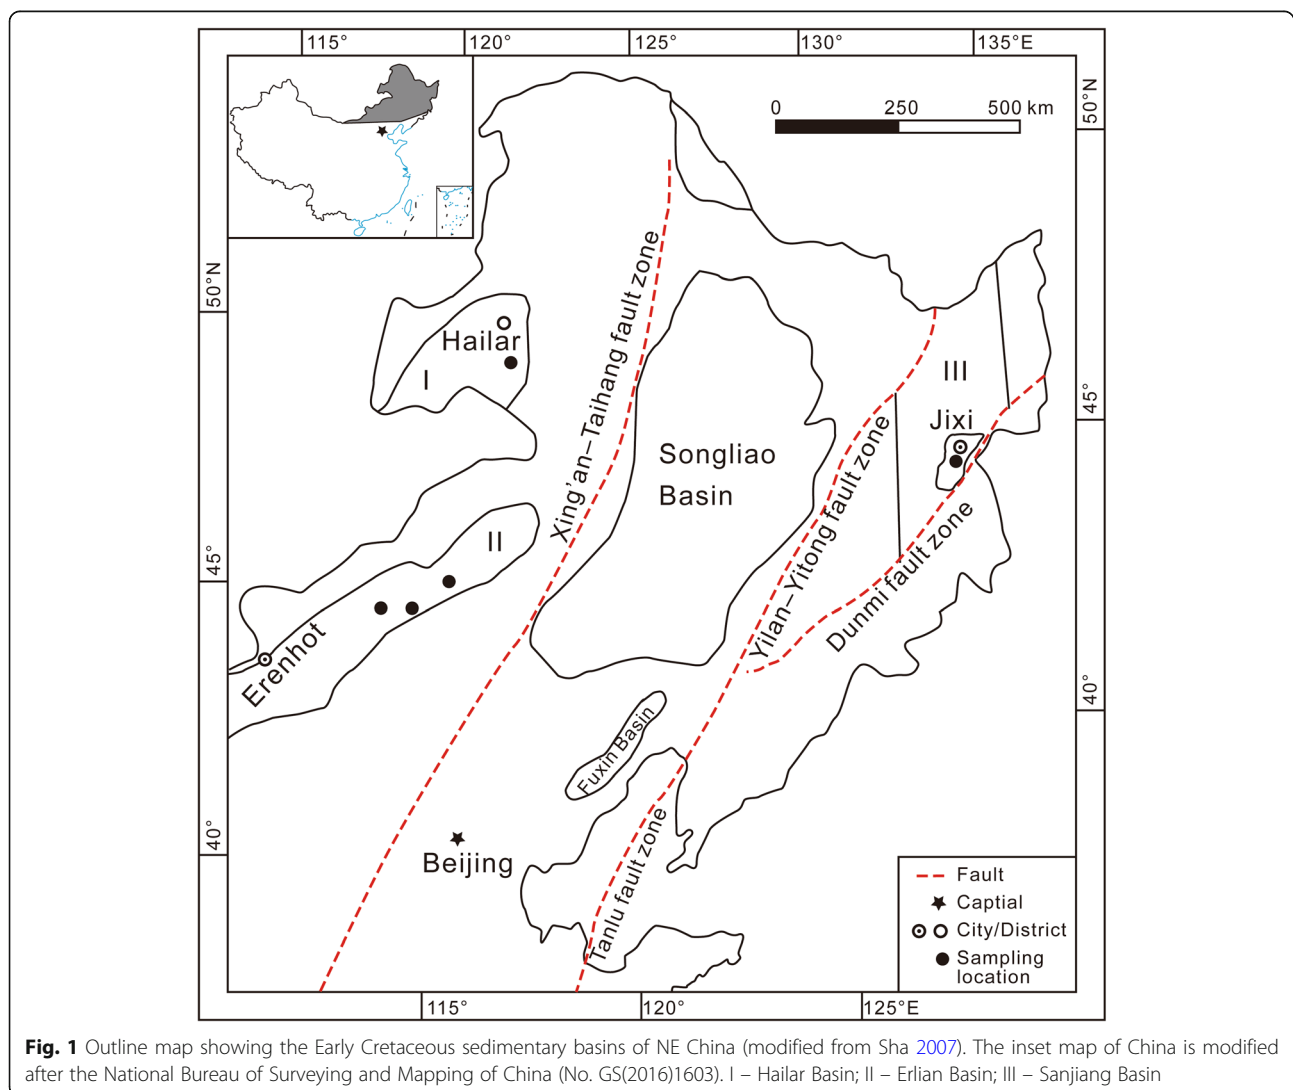 115° 120° 125° 130° 135°E
0 250 500 km
50°N
50°N
Xing'an–Taihang fault zone
Hailar
I
III
Jixi
45°
Songliao
Basin
Yilan–Yitong fault zone
II
Dunmi fault zone
45°
Erenhot
40°
Fuxin Basin
Tanlu fault zone
40°
Beijing
Fault
Captial
City/District
Sampling
location
115° 120° 125°E
Fig. 1 Outline map showing the Early Cretaceous sedimentary basins of NE China (modified from Sha 2007). The inset map of China is modified
after the National Bureau of Surveying and Mapping of China (No. GS(2016)1603). I – Hailar Basin; II – Erlian Basin; III – Sanjiang Basin